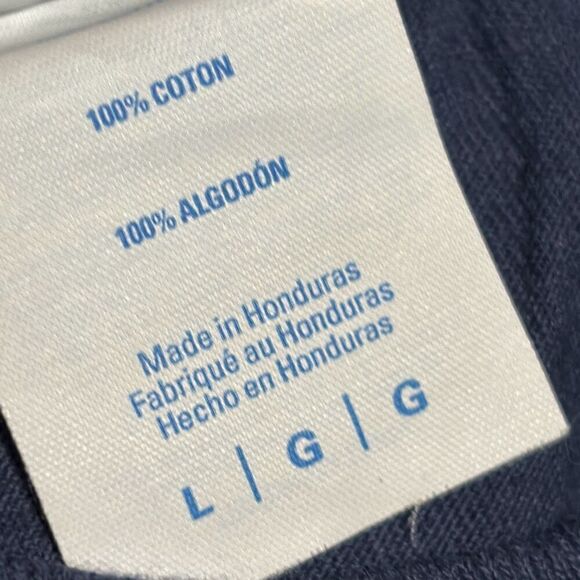 100% COTON
100% ALGODÓN
Made in Honduras
Fabriqué au Honduras
Hecho en Honduras
L | G | G